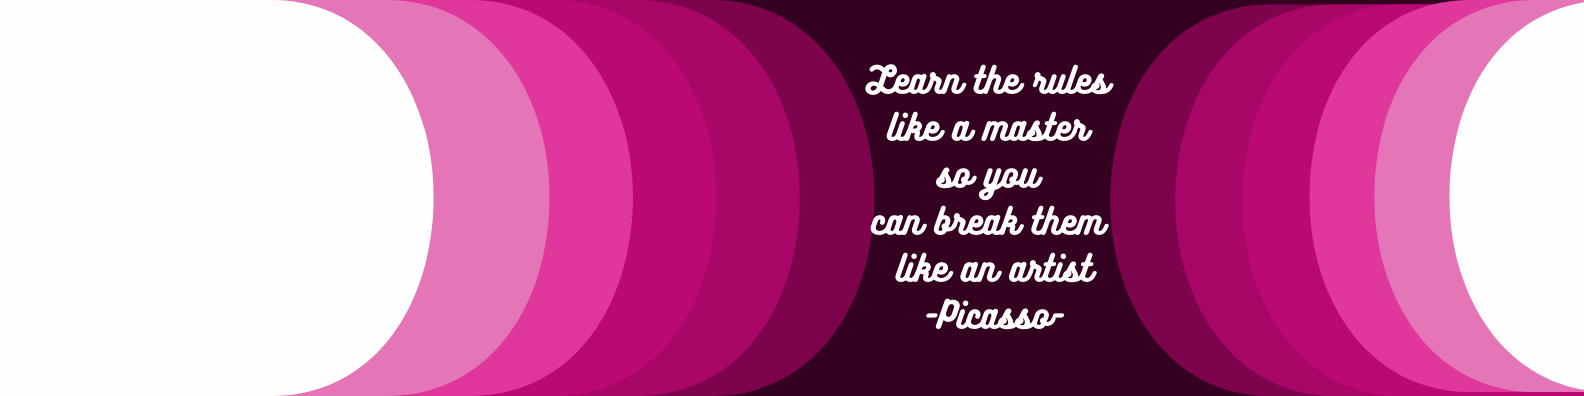 Learn the rules
like a master
so you
can break them
like an artist
-Picasso-